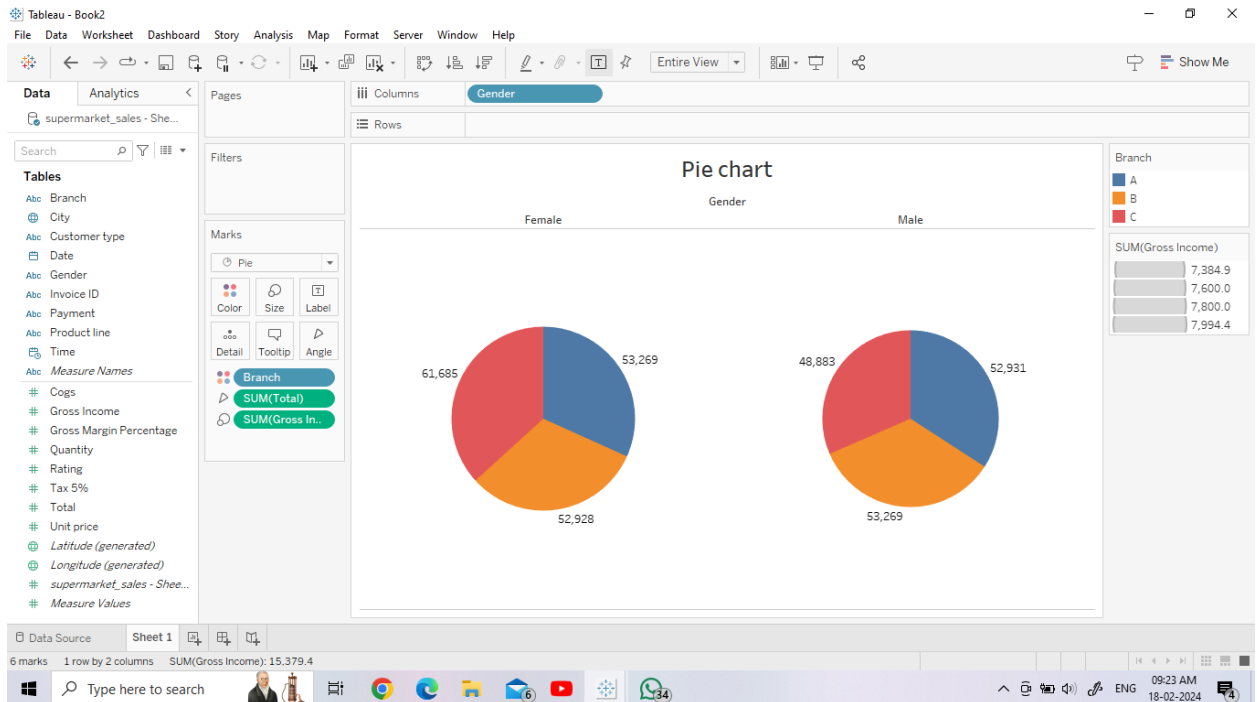 Tableau - Book2
File Data Worksheet Dashboard Story Analysis Map Format Server Window Help
Entire View
Show Me
Data Analytics
supermarket_sales - She...
Search
Tables
Abc Branch
City
Abc Customer type
Date
Abc Gender
Abc Invoice ID
Abc Payment
Abc Product line
Time
Abc Measure Names
# Cogs
# Gross Income
# Gross Margin Percentage
# Quantity
# Rating
# Tax 5%
# Total
# Unit price
Latitude (generated)
Longitude (generated)
# supermarket_sales - Shee...
# Measure Values
Pages
Filters
Marks
Pie
Color Size Label
Detail Tooltip Angle
Branch
SUM(Total)
SUM(Gross In..
Columns Gender
Rows
Pie chart
Gender
Female Male
53,269
61,685
52,928
48,883
52,931
53,269
Branch
A
B
C
SUM(Gross Income)
7,384.9
7,600.0
7,800.0
7,994.4
Data Source Sheet 1
6 marks 1 row by 2 columns SUM(Gross Income): 15,379.4
Type here to search
6
34
ENG
09:23 AM
18-02-2024
4